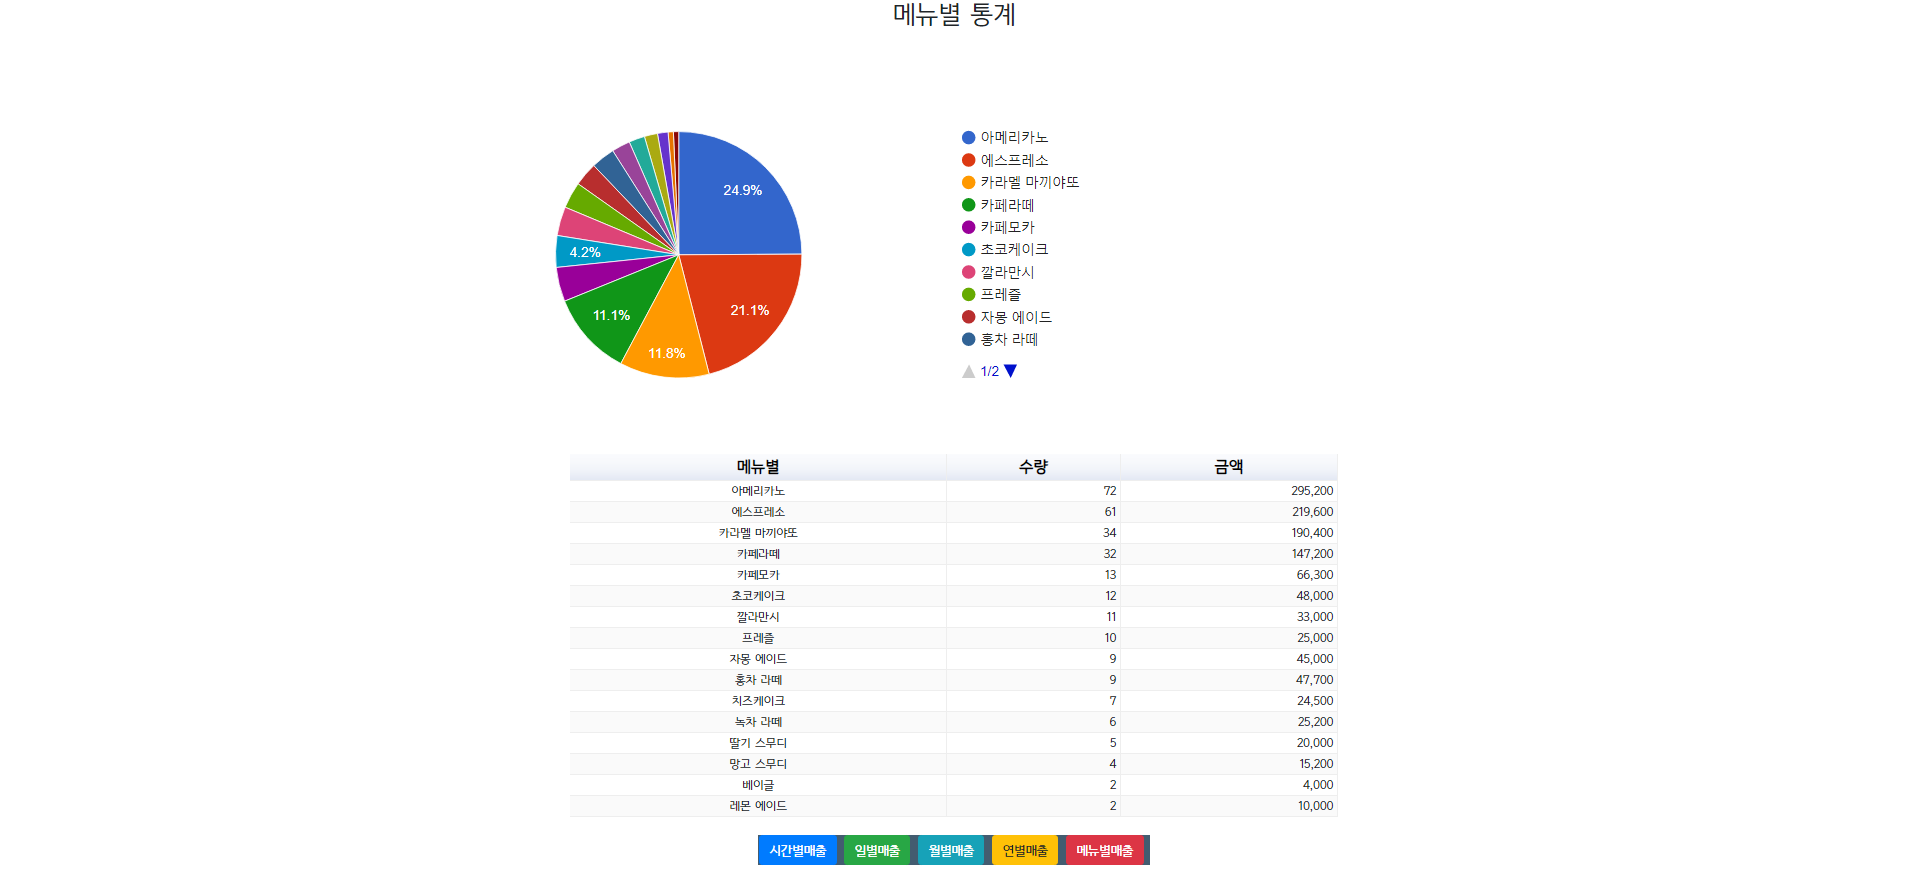 메뉴별 통계
24.9%
21.1%
11.8%
11.1%
4.2%
아메리카노
에스프레소
카라멜 마끼야또
카페라떼
카페모카
초코케이크
깔라만시
프레즐
자몽 에이드
홍차 라떼
1/2
메뉴별 수량 금액
아메리카노 72 295,200
에스프레소 61 219,600
카라멜 마끼야또 34 190,400
카페라떼 32 147,200
카페모카 13 66,300
초코케이크 12 48,000
깔라만시 11 33,000
프레즐 10 25,000
자몽 에이드 9 45,000
홍차 라떼 9 47,700
치즈케이크 7 24,500
녹차 라떼 6 25,200
딸기 스무디 5 20,000
망고 스무디 4 15,200
베이글 2 4,000
레몬 에이드 2 10,000
시간별매출 일별매출 월별매출 연별매출 메뉴별매출